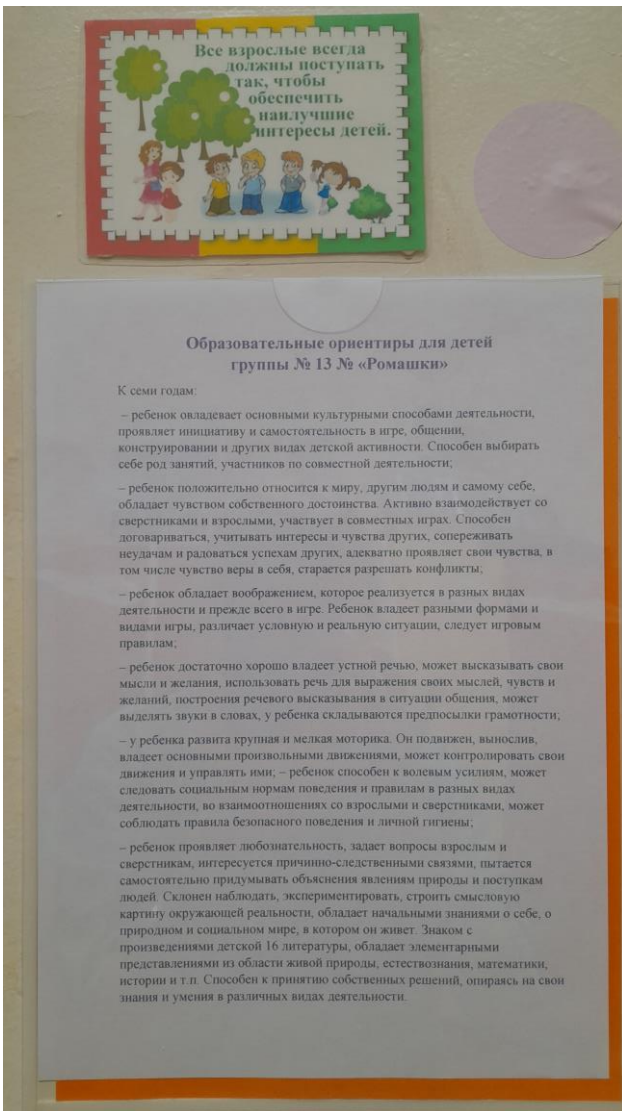 Все взрослые всегда
должны поступать
так, чтобы
обеспечить
наилучшие
интересы детей.
Образовательные ориентиры для детей
группы № 13 № «Ромашки»
К семи годам:
– ребенок овладевает основными культурными способами деятельности,
проявляет инициативу и самостоятельность в игре, общении,
конструировании и других видах детской активности. Способен выбирать
себе род занятий, участников по совместной деятельности;
– ребенок положительно относится к миру, другим людям и самому себе,
обладает чувством собственного достоинства. Активно взаимодействует со
сверстниками и взрослыми, участвует в совместных играх. Способен
договариваться, учитывать интересы и чувства других, сопереживать
неудачам и радоваться успехам других, адекватно проявляет свои чувства, в
том числе чувство веры в себя, старается разрешать конфликты;
– ребенок обладает воображением, которое реализуется в разных видах
деятельности и прежде всего в игре. Ребенок владеет разными формами и
видами игры, различает условную и реальную ситуации, следует игровым
правилам;
– ребенок достаточно хорошо владеет устной речью, может высказывать свои
мысли и желания, использовать речь для выражения своих мыслей, чувств и
желаний, построения речевого высказывания в ситуации общения, может
выделять звуки в словах, у ребенка складываются предпосылки грамотности;
– у ребенка развита крупная и мелкая моторика. Он подвижен, вынослив,
владеет основными произвольными движениями, может контролировать свои
движения и управлять ими; – ребенок способен к волевым усилиям, может
следовать социальным нормам поведения и правилам в разных видах
деятельности, во взаимоотношениях со взрослыми и сверстниками, может
соблюдать правила безопасного поведения и личной гигиены;
– ребенок проявляет любознательность, задает вопросы взрослым и
сверстникам, интересуется причинно-следственными связями, пытается
самостоятельно придумывать объяснения явлениям природы и поступкам
людей. Склонен наблюдать, экспериментировать, строить смысловую
картину окружающей реальности, обладает начальными знаниями о себе, о
природном и социальном мире, в котором он живет. Знаком с
произведениями детской 16 литературы, обладает элементарными
представлениями из области живой природы, естествознания, математики,
истории и т.п. Способен к принятию собственных решений, опираясь на свои
знания и умения в различных видах деятельности.